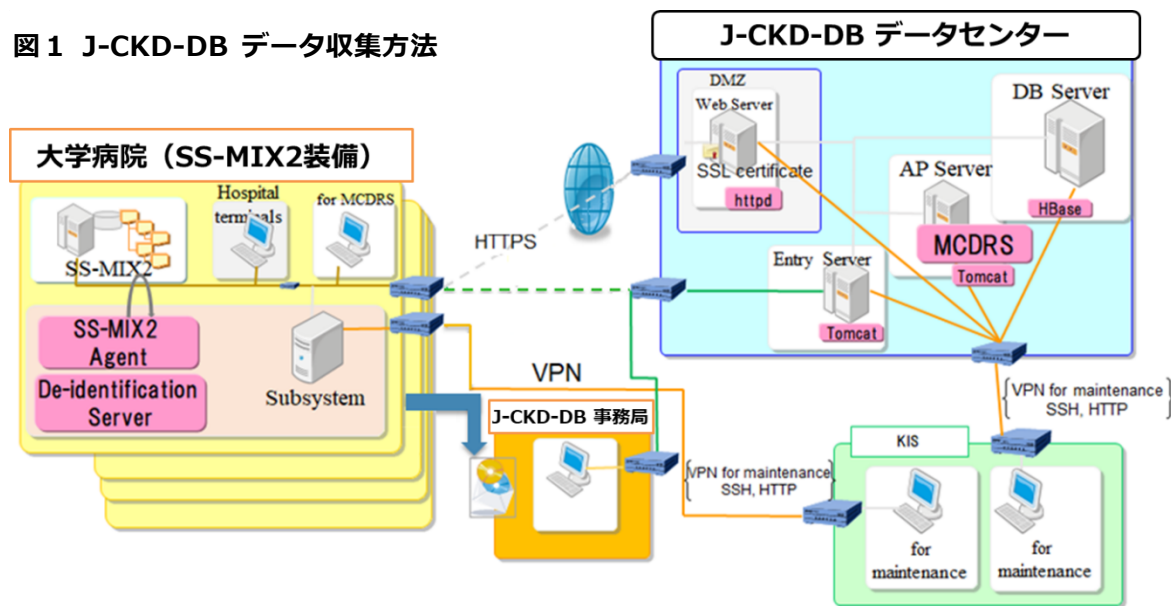 図1 J-CKD-DB データ収集方法
J-CKD-DB データセンター
大学病院（SS-MIX2装備）
SS-MIX2
Hospital
terminals
for MCDRS
SS-MIX2
Agent
De-identification
Server
Subsystem
HTTPS
VPN
DMZ
Web Server
SSL certificate
httpd
Entry Server
Tomcat
AP Server
MCDRS
Tomcat
DB Server
HBase
J-CKD-DB 事務局
VPN for maintenance
SSH, HTTP
VPN for maintenance
SSH, HTTP
KIS
for
maintenance
for
maintenance